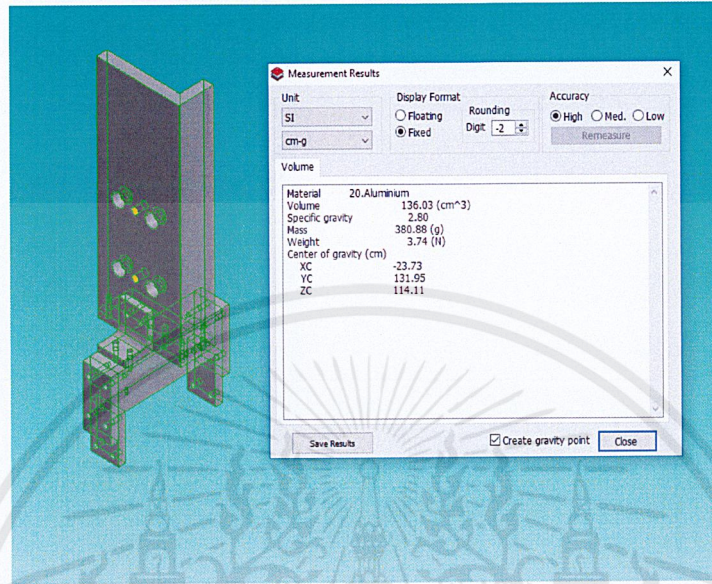 Measurement Results
Unit
Display Format
Accuracy
SI
Floating
Rounding
High Med. Low
cm-g
Fixed
Digit -2
Remeasure
Volume
Material 20.Aluminium
Volume 136.03 (cm^3)
Specific gravity 2.80
Mass 380.88 (g)
Weight 3.74 (N)
Center of gravity (cm)
XC -23.73
YC 131.95
ZC 114.11
Save Results
Create gravity point
Close